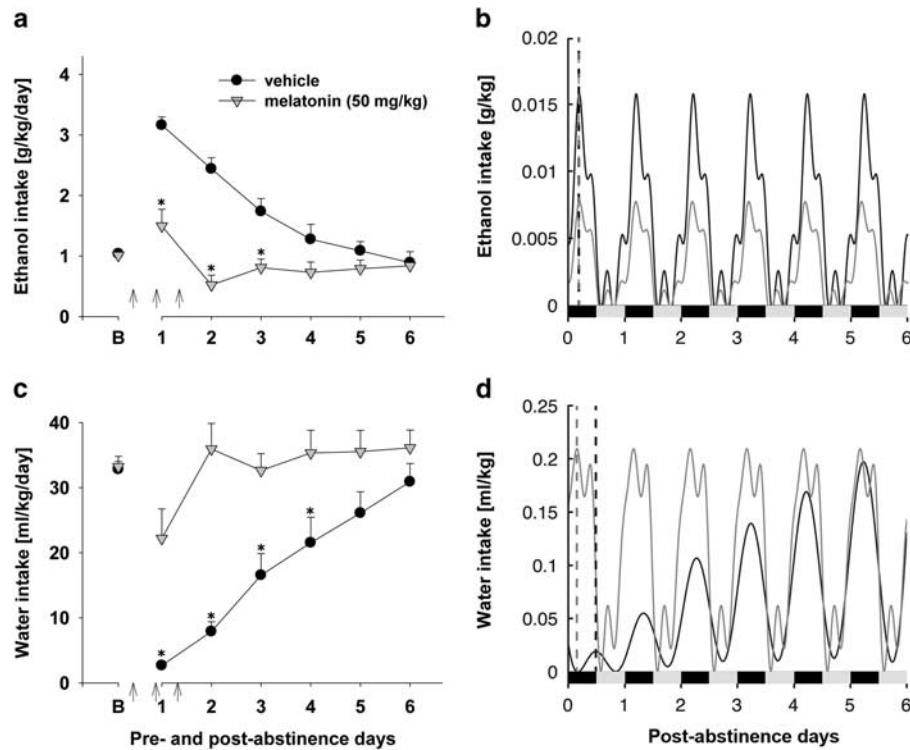 a
Ethanol intake [g/kg/day]
4
3
2
1
0
vehicle
melatonin (50 mg/kg)
*
*
*
B 1 2 3 4 5 6
b
Ethanol intake [g/kg]
0.02
0.015
0.01
0.005
0
0 1 2 3 4 5 6
c
Water intake [ml/kg/day]
40
30
20
10
0
*
*
*
*
B 1 2 3 4 5 6
Pre- and post-abstinence days
d
Water intake [ml/kg]
0.25
0.2
0.15
0.1
0.05
0
0 1 2 3 4 5 6
Post-abstinence days